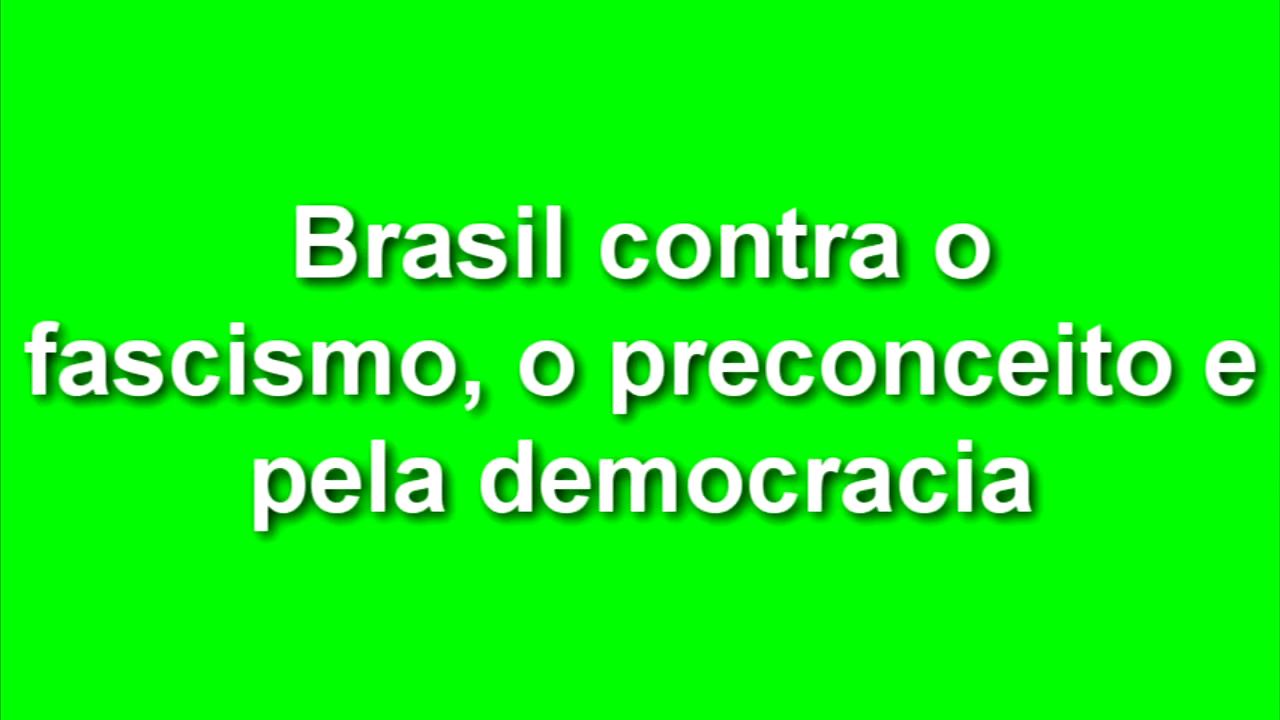 Brasil contra o
fascismo, o preconceito e
pela democracia